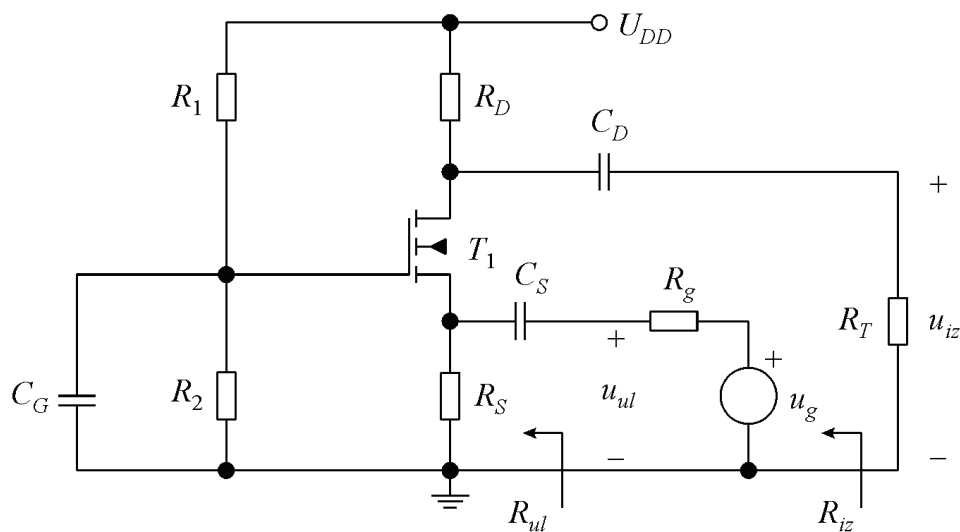 U_DD
R_1
R_D
C_D
+
T_1
C_S
R_g
R_T
u_iz
+
+
C_G
R_2
R_S
u_ul
u_g
−
−
R_ul
R_iz